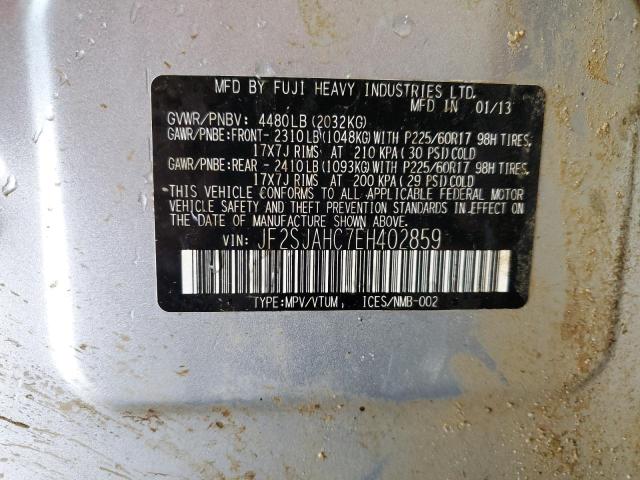 MFD BY FUJI HEAVY INDUSTRIES LTD.
MFD IN 01/13
GVWR/PNBV: 4480LB (2032KG)
GAWR/PNBE:FRONT- 2310LB(1048KG)WITH P225/60R17 98H TIRES,
17X7J RIMS AT 210 KPA (30 PSI)COLD
GAWR/PNBE:REAR - 2410LB(1093KG)WITH P225/60R17 98H TIRES,
17X7J RIMS AT 200 KPA (29 PSI)COLD
THIS VEHICLE CONFORMS TO ALL APPLICABLE FEDERAL MOTOR
VEHICLE SAFETY AND THEFT PREVENTION STANDARDS IN EFFECT ON
THE DATE OF MANUFACTURE SHOWN ABOVE.
VIN: JF2SJAHC7EH402859
TYPE:MPV/VTUM, ICES/NMB-002